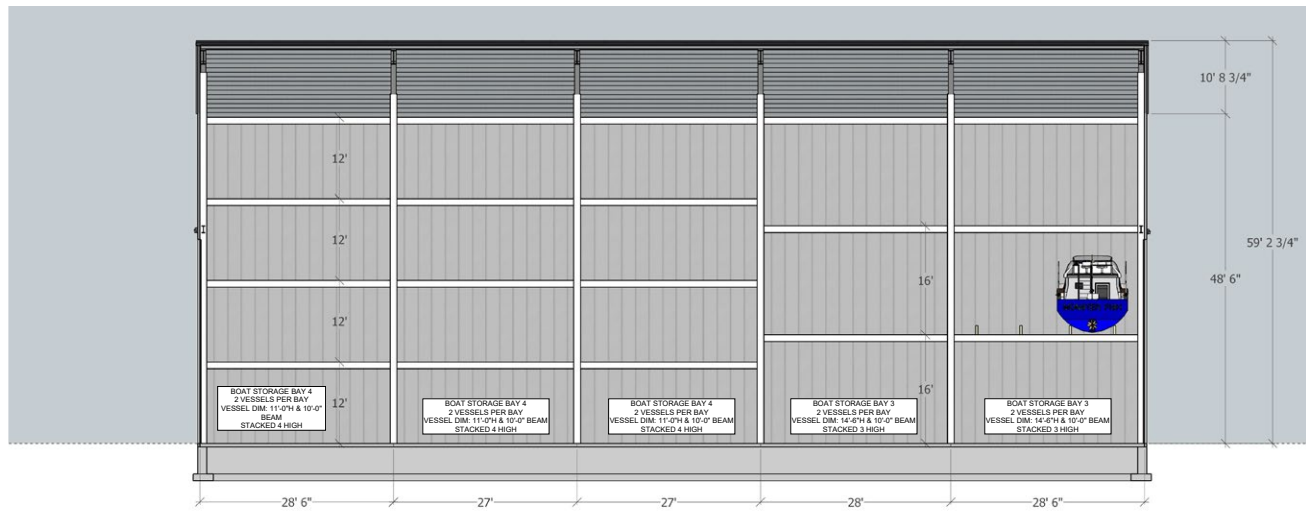 10' 8 3/4"
12'
12'
16'
59' 2 3/4"
48' 6"
12'
12'
16'
BOAT STORAGE BAY 4
2 VESSELS PER BAY
VESSEL DIM: 11'-0"H & 10'-0"
BEAM
STACKED 4 HIGH
BOAT STORAGE BAY 4
2 VESSELS PER BAY
VESSEL DIM: 11'-0"H & 10'-0" BEAM
STACKED 4 HIGH
BOAT STORAGE BAY 4
2 VESSELS PER BAY
VESSEL DIM: 11'-0"H & 10'-0" BEAM
STACKED 4 HIGH
BOAT STORAGE BAY 3
2 VESSELS PER BAY
VESSEL DIM: 14'-6"H & 10'-0" BEAM
STACKED 3 HIGH
BOAT STORAGE BAY 3
2 VESSELS PER BAY
VESSEL DIM: 14'-6"H & 10'-0" BEAM
STACKED 3 HIGH
28' 6"
27'
27'
28'
28' 6"